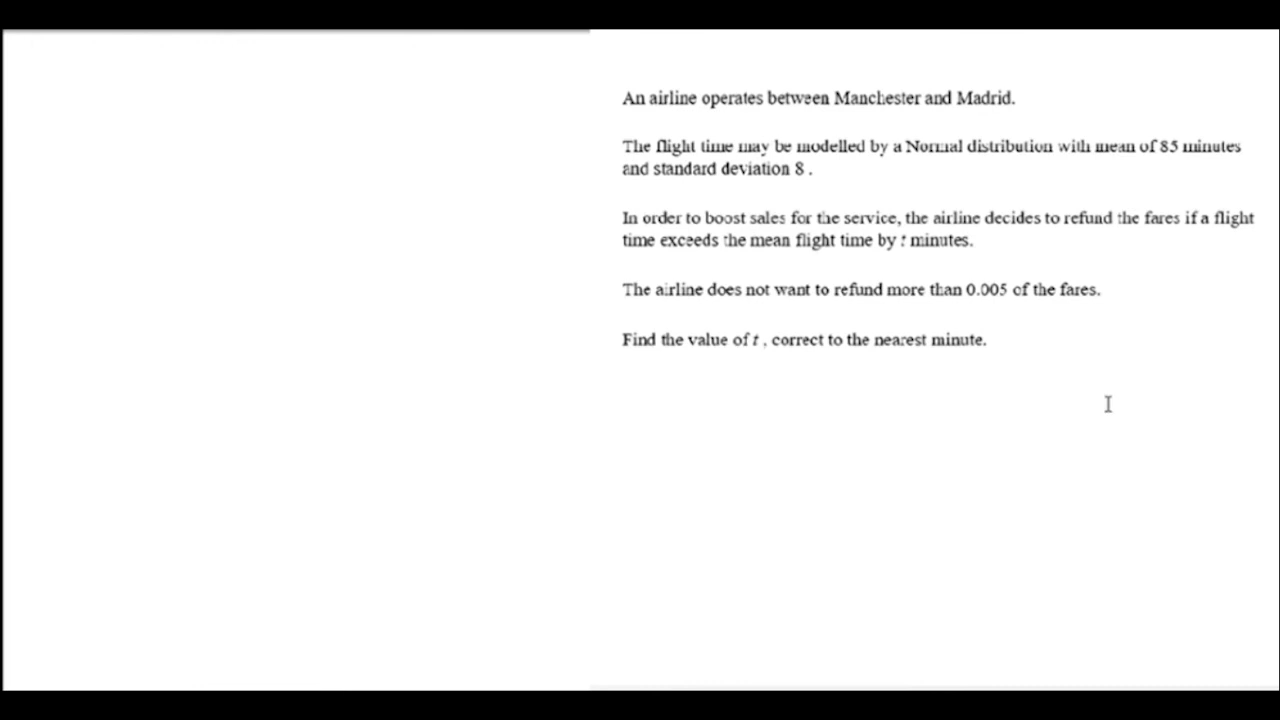 An airline operates between Manchester and Madrid.
The flight time may be modelled by a Normal distribution with mean of 85 minutes
and standard deviation 8 .
In order to boost sales for the service, the airline decides to refund the fares if a flight
time exceeds the mean flight time by t minutes.
The airline does not want to refund more than 0.005 of the fares.
Find the value of t , correct to the nearest minute.